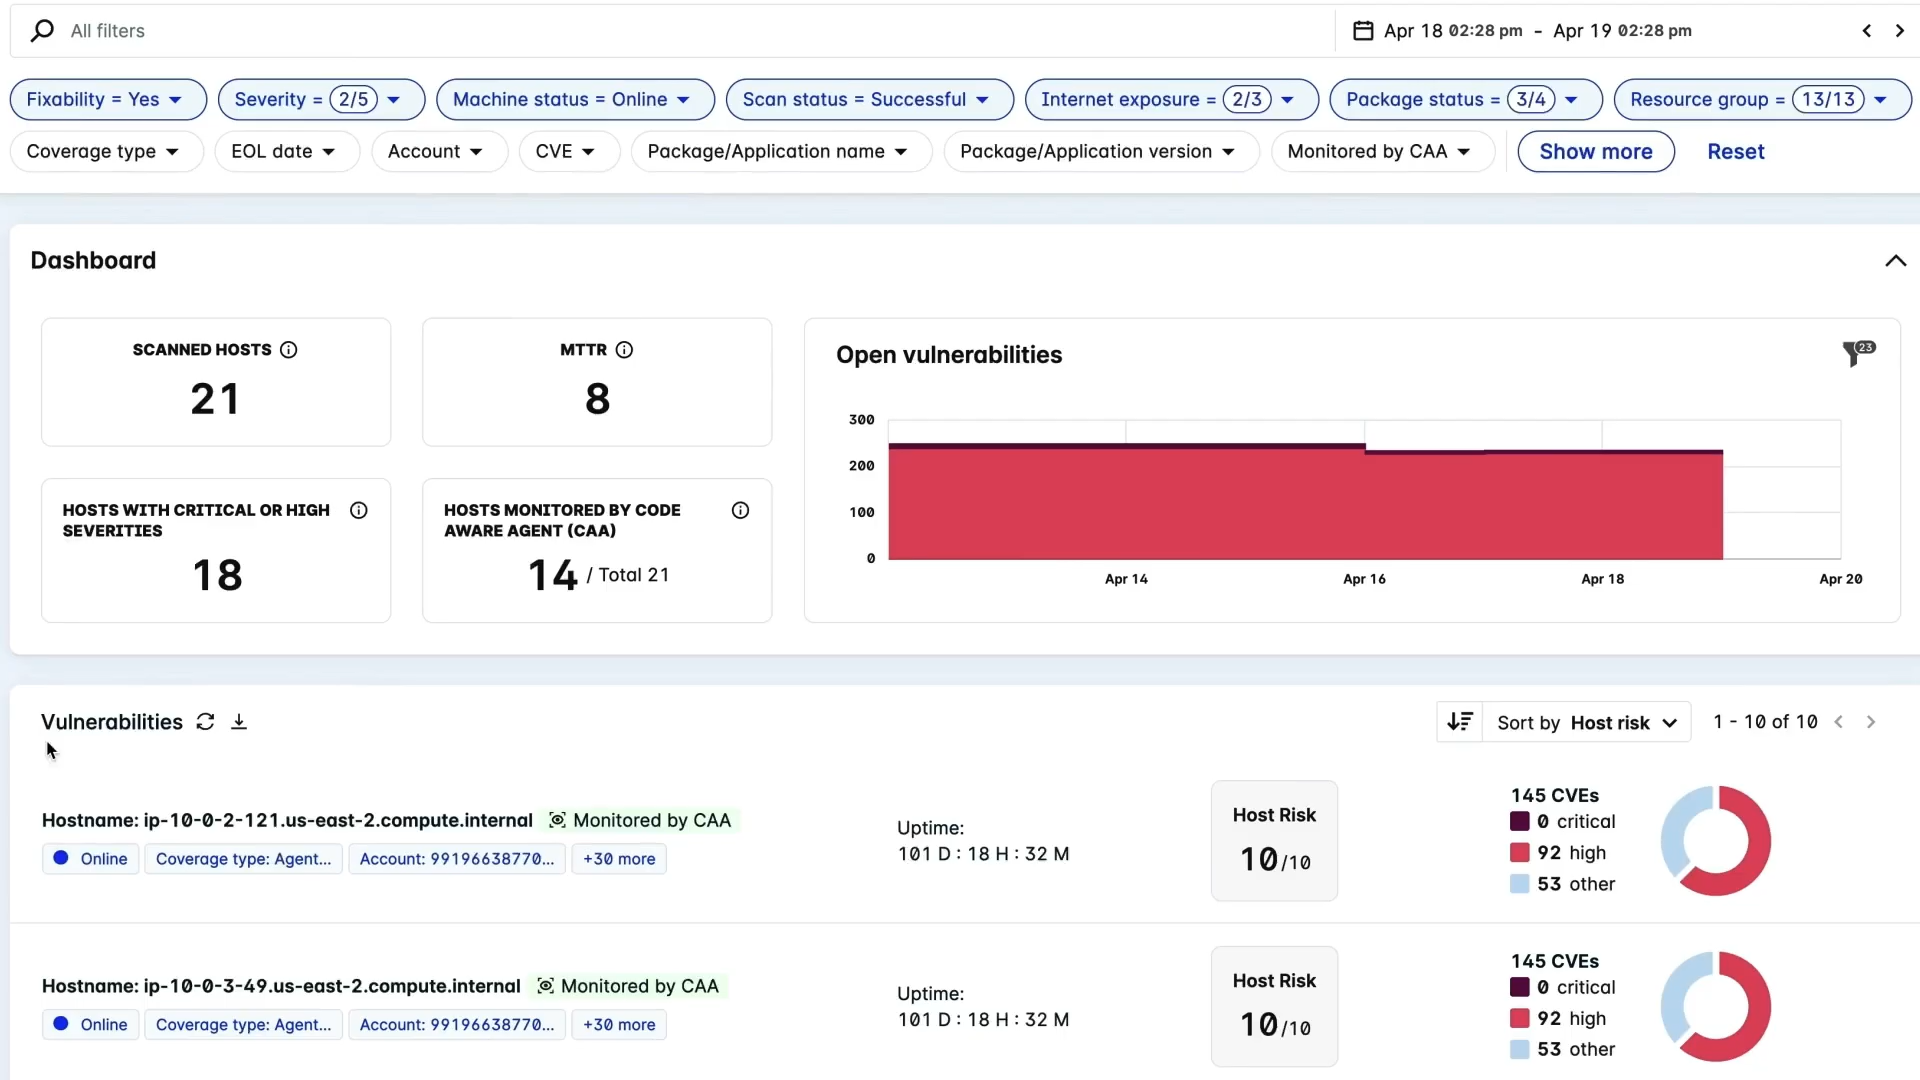 All filters
Apr 18 02:28 pm - Apr 19 02:28 pm
Fixability = Yes
Severity = 2/5
Machine status = Online
Scan status = Successful
Internet exposure = 2/3
Package status = 3/4
Resource group = 13/13
Coverage type
EOL date
Account
CVE
Package/Application name
Package/Application version
Monitored by CAA
Show more
Reset
Dashboard
SCANNED HOSTS
21
MTTR
8
HOSTS WITH CRITICAL OR HIGH
SEVERITIES
18
HOSTS MONITORED BY CODE
AWARE AGENT (CAA)
14 / Total 21
Open vulnerabilities
23
300
200
100
0
Apr 14
Apr 16
Apr 18
Apr 20
Vulnerabilities
Sort by Host risk
1 - 10 of 10
Hostname: ip-10-0-2-121.us-east-2.compute.internal
Monitored by CAA
Online
Coverage type: Agent...
Account: 99196638770...
+30 more
Uptime:
101 D : 18 H : 32 M
Host Risk
10/10
145 CVEs
0 critical
92 high
53 other
Hostname: ip-10-0-3-49.us-east-2.compute.internal
Monitored by CAA
Online
Coverage type: Agent...
Account: 99196638770...
+30 more
Uptime:
101 D : 18 H : 32 M
Host Risk
10/10
145 CVEs
0 critical
92 high
53 other